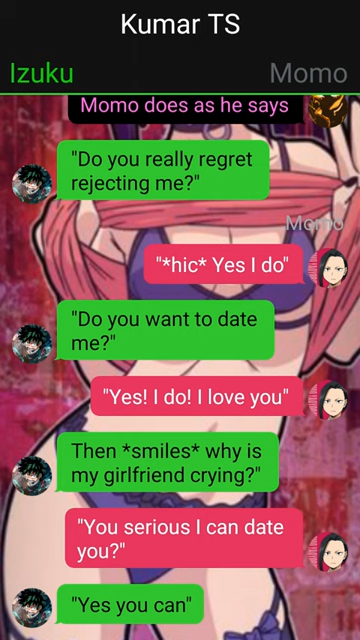 Kumar TS
Izuku
Momo
Momo does as he says
"Do you really regret
rejecting me?"
Momo
"*hic* Yes I do"
"Do you want to date
me?"
"Yes! I do! I love you"
Then *smiles* why is
my girlfriend crying?"
"You serious I can date
you?"
"Yes you can"